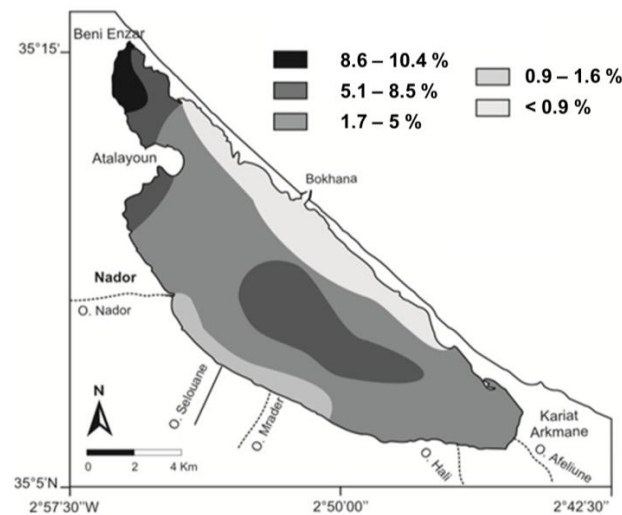 Beni Enzar
35°15'
8.6 – 10.4 %
5.1 – 8.5 %
1.7 – 5 %
0.9 – 1.6 %
< 0.9 %
Atalayoun
Bokhana
Nador
O. Nador
O. Selouane
O. Mrader
O. Hali
Kariat
Arkmane
O. Afeliune
N
0 2 4 Km
35°5'N
2°57'30''W
2°50'00''
2°42'30''